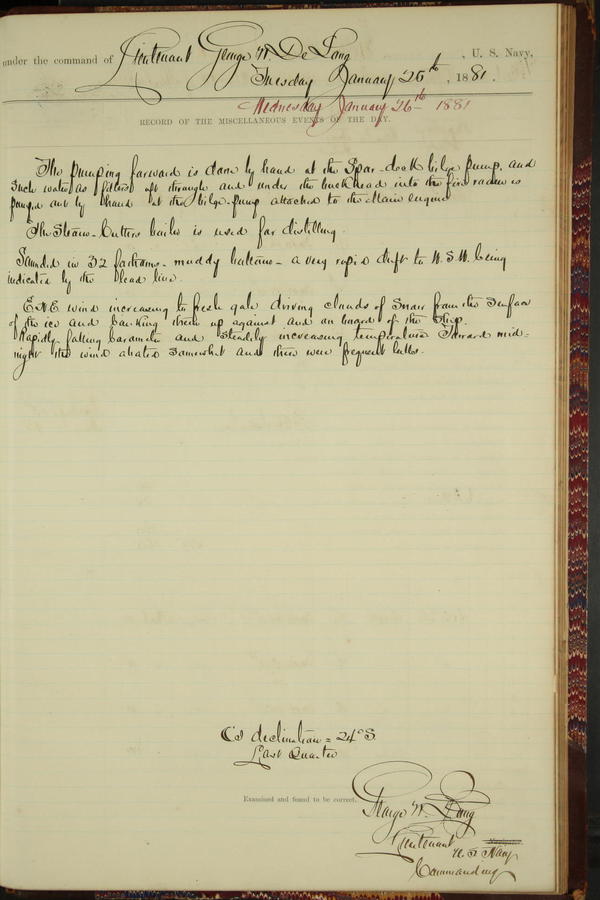 under the command of Lieutenant George W. De Long, U. S. Navy,
Tuesday January 25th, 1881.
Wednesday January 26th 1881
RECORD OF THE MISCELLANEOUS EVENTS OF THE DAY.
The pumping forward is done by hand at the Spar-deck bilge pump, and
such water as filters aft through and under the bulkhead into the fire room is
pumped out by hand at the bilge-pump attached to the Main engine
The Steam-Cutters boiler is used for distilling.
Sounded in 32 fathoms - muddy bottom - a very rapid drift to W.S.W. being
indicated by the lead line.
ENE wind increasing to fresh gale driving clouds of snow from the surface
of the ice and banking them up against and on board of the Ship.
Rapidly falling barometer and steadily increasing temperature Toward mid-
night the wind abated somewhat and there were frequent lulls.
declination = 24° S.
Last Quarter
Examined and found to be correct.
George W. De Long
Lieutenant U.S. Navy
Commanding